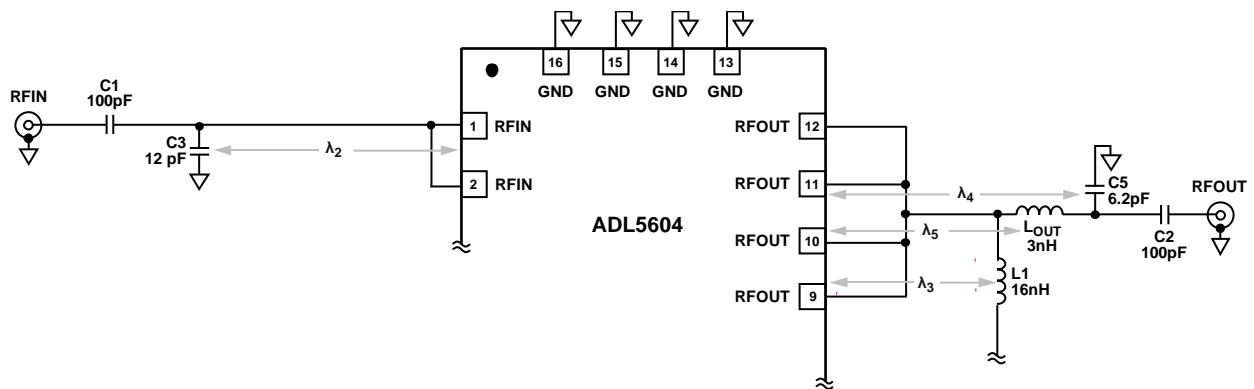 16
15
14
13
GND
GND
GND
GND
RFIN
C1
100pF
C3
12 pF
λ2
1
RFIN
2
RFIN
ADL5604
RFOUT
12
RFOUT
11
RFOUT
10
RFOUT
9
λ4
λ5
λ3
LOUT
3nH
L1
16nH
C5
6.2pF
C2
100pF
RFOUT